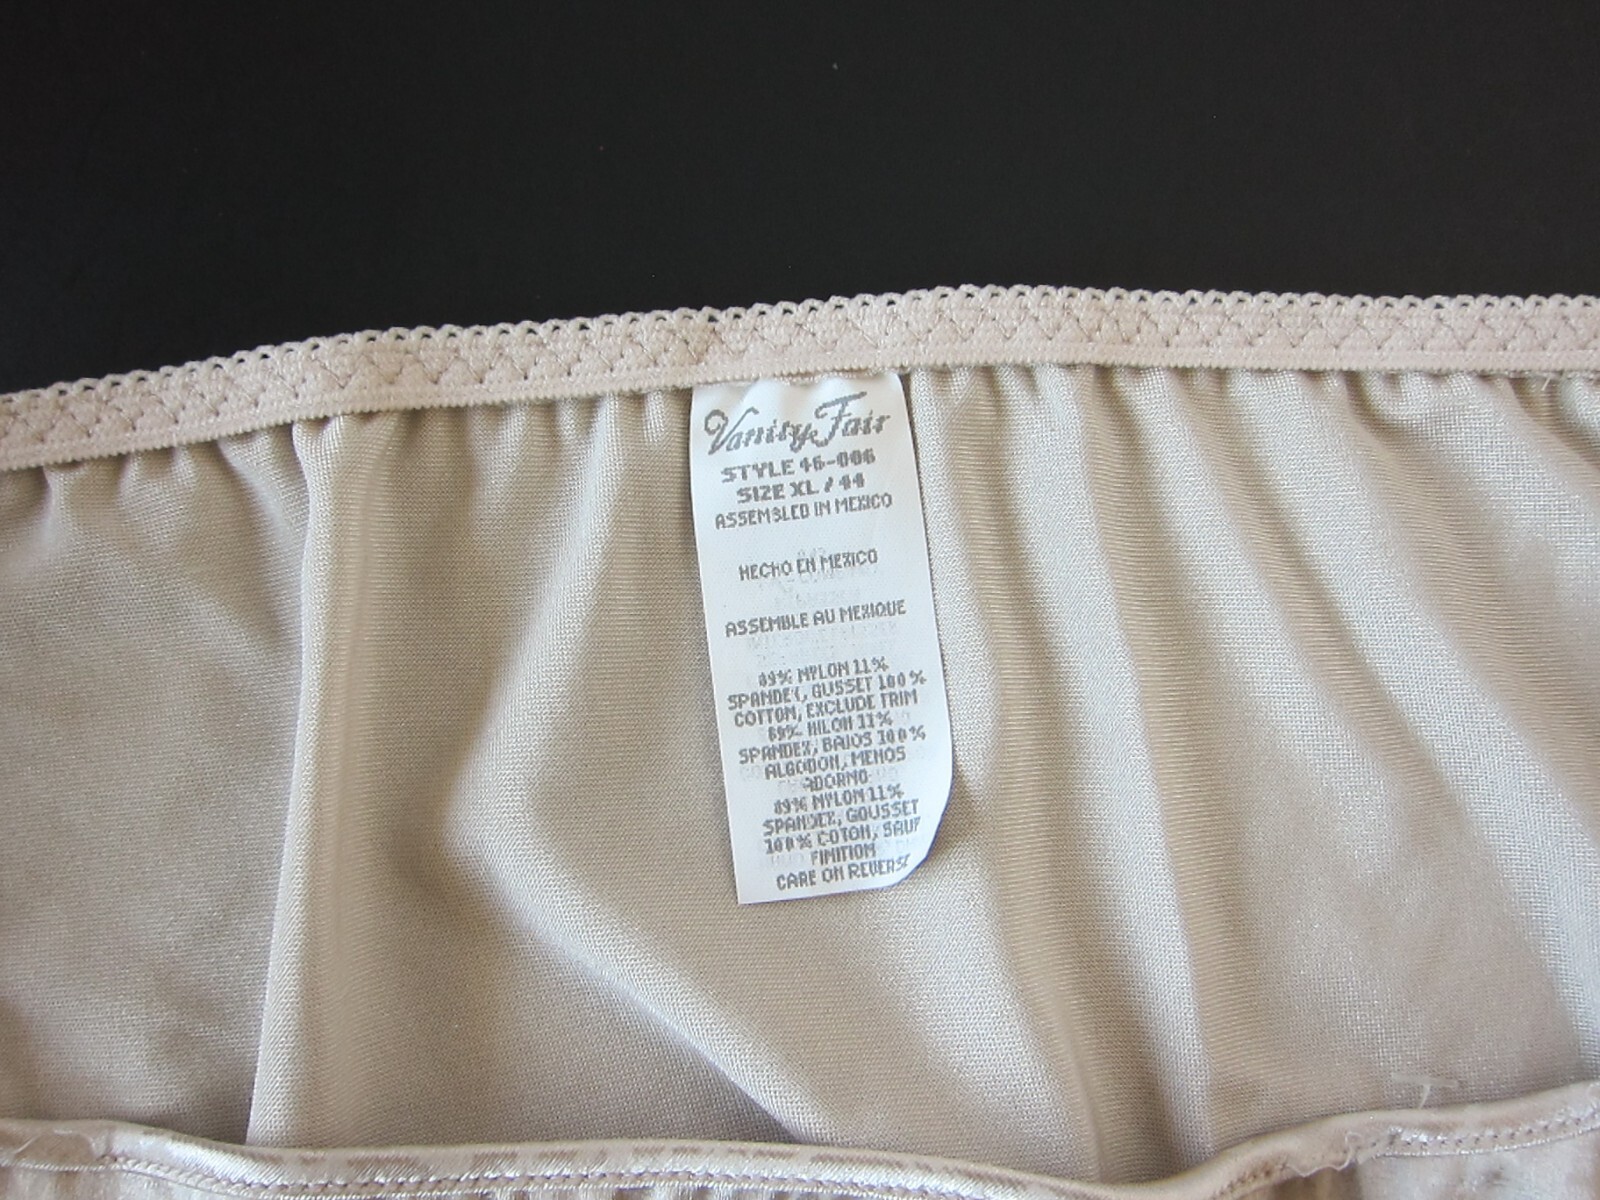 Vanity Fair
STYLE 46-006
SIZE XL / 44
ASSEMBLED IN MEXICO
HECHO EN MEXICO
ASSEMBLE AU MEXIQUE
89% NYLON 11%
SPANDEX, GUSSET 100%
COTTON, EXCLUDE TRIM
89% NILON 11%
SPANDEX, BAJOS 100%
ALGODON, MENOS
ADORNO
89% NYLON 11%
SPANDEX, GOUSSET
100% COTON, SAUF
FINITION
CARE ON REVERSE